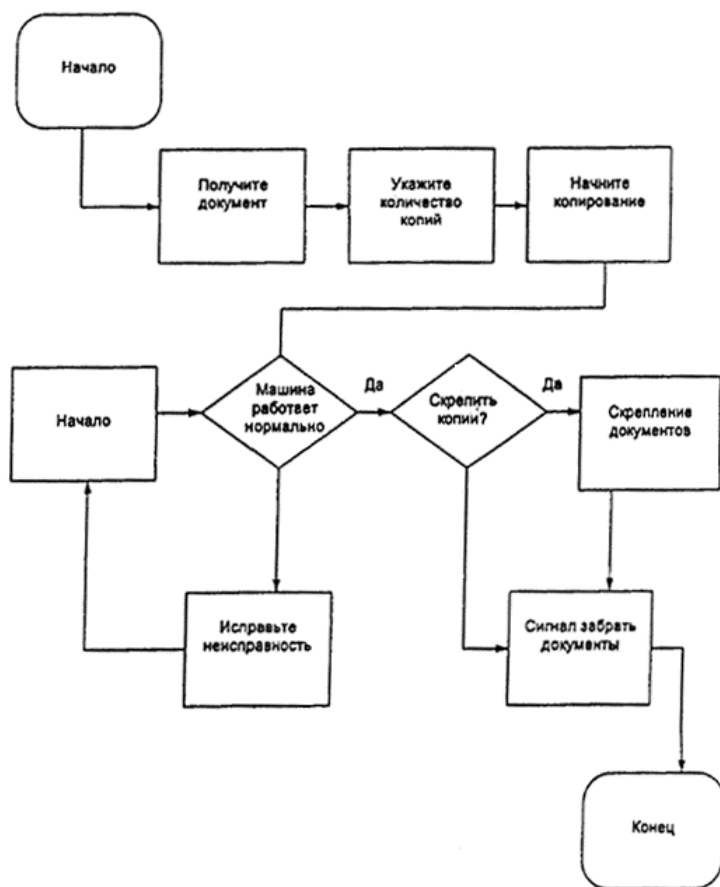 Начало
Получите
документ
Укажите
количество
копий
Начните
копирование
Начало
Машина
работает
нормально
Да
Скрепить
копии?
Да
Скрепление
документов
Исправьте
неисправность
Сигнал забрать
документы
Конец